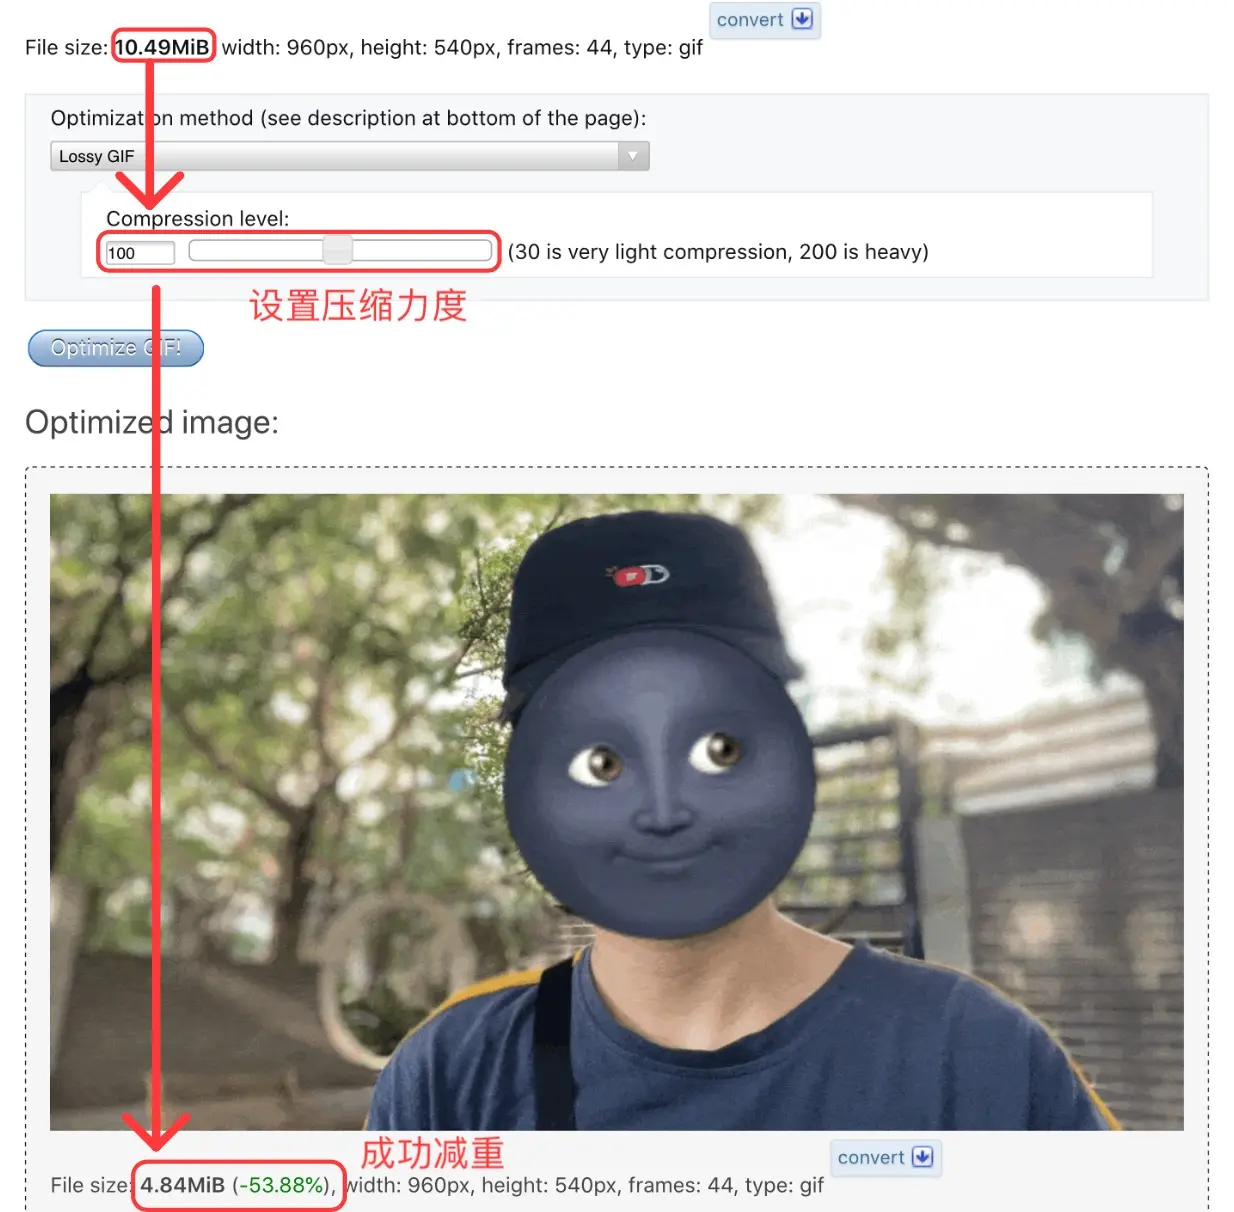 convert
File size: 10.49MiB, width: 960px, height: 540px, frames: 44, type: gif
Optimization method (see description at bottom of the page):
Lossy GIF
Compression level:
100 (30 is very light compression, 200 is heavy)
设置压缩力度
Optimize GIF!
Optimized image:
成功减重
convert
File size: 4.84MiB (-53.88%), width: 960px, height: 540px, frames: 44, type: gif